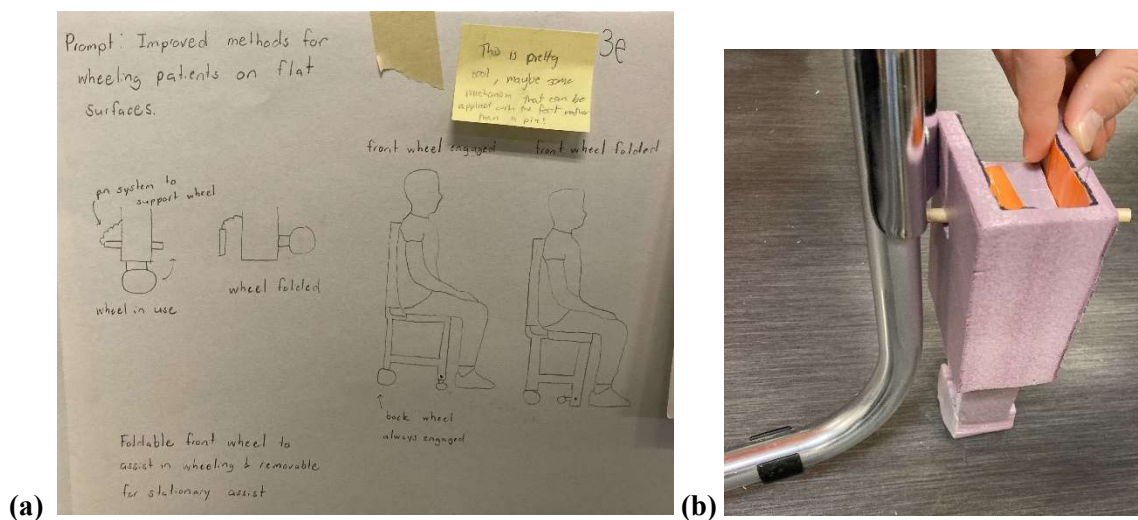 Prompt: Improved methods for
wheeling patients on flat
surfaces.
3e
This is pretty
cool, maybe some
mechanism that can be
applied with the foot rather
than a pin!
front wheel engaged
front wheel folded
pin system to
support wheel
wheel in use
wheel folded
back wheel
always engaged
Foldable front wheel to
assist in wheeling & removable
for stationary assist
(a)
(b)